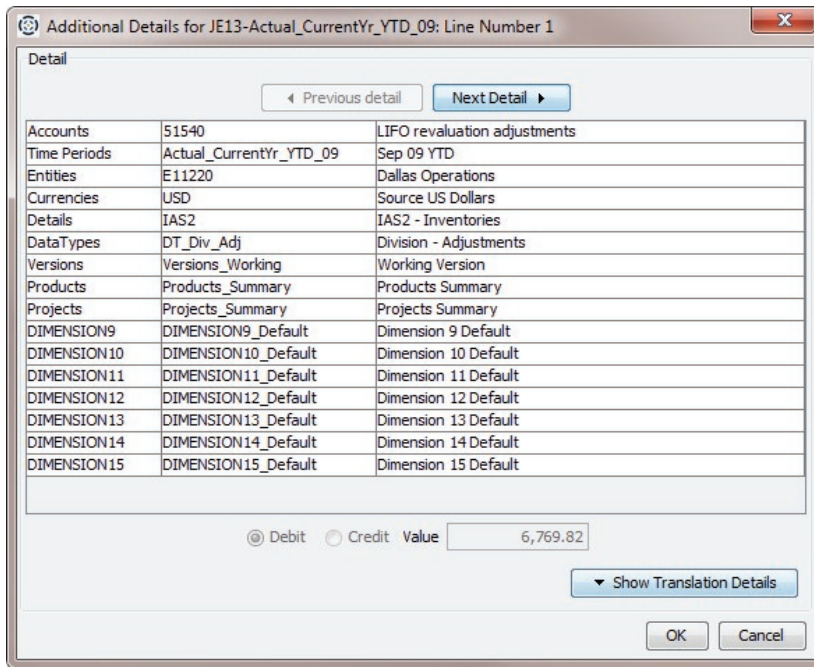 Additional Details for JE13-Actual_CurrentYr_YTD_09: Line Number 1
Detail
Previous detail Next Detail
Accounts 51540 LIFO revaluation adjustments
Time Periods Actual_CurrentYr_YTD_09 Sep 09 YTD
Entities E11220 Dallas Operations
Currencies USD Source US Dollars
Details IAS2 IAS2 - Inventories
DataTypes DT_Div_Adj Division - Adjustments
Versions Versions_Working Working Version
Products Products_Summary Products Summary
Projects Projects_Summary Projects Summary
DIMENSION9 DIMENSION9_Default Dimension 9 Default
DIMENSION10 DIMENSION10_Default Dimension 10 Default
DIMENSION11 DIMENSION11_Default Dimension 11 Default
DIMENSION12 DIMENSION12_Default Dimension 12 Default
DIMENSION13 DIMENSION13_Default Dimension 13 Default
DIMENSION14 DIMENSION14_Default Dimension 14 Default
DIMENSION15 DIMENSION15_Default Dimension 15 Default
Debit Credit Value 6,769.82
Show Translation Details
OK Cancel